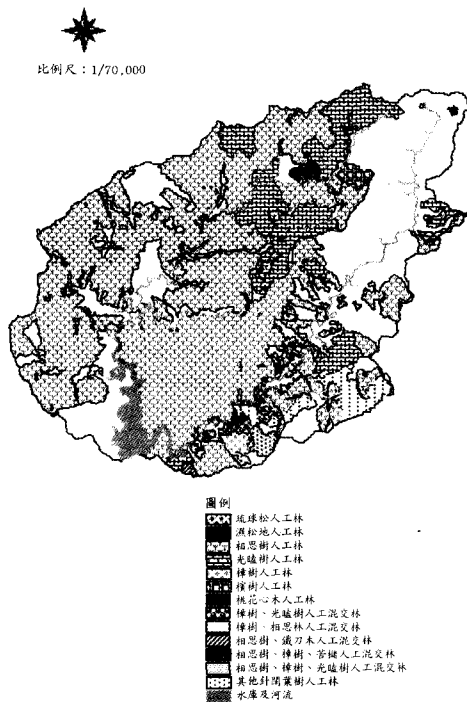 比例尺：1/70,000
圖例
琉球松人工林
濕松地人工林
相思樹人工林
光蠟樹人工林
樟樹人工林
檳樹人工林
桃花心木人工林
樟樹、光蠟樹人工混交林
樟樹、相思林人工混交林
相思樹、鐵刀木人工混交林
相思樹、樟樹、苦櫧人工混交林
相思樹、樟樹、光蠟樹人工混交林
其他針闊葉樹人工林
水庫及河流